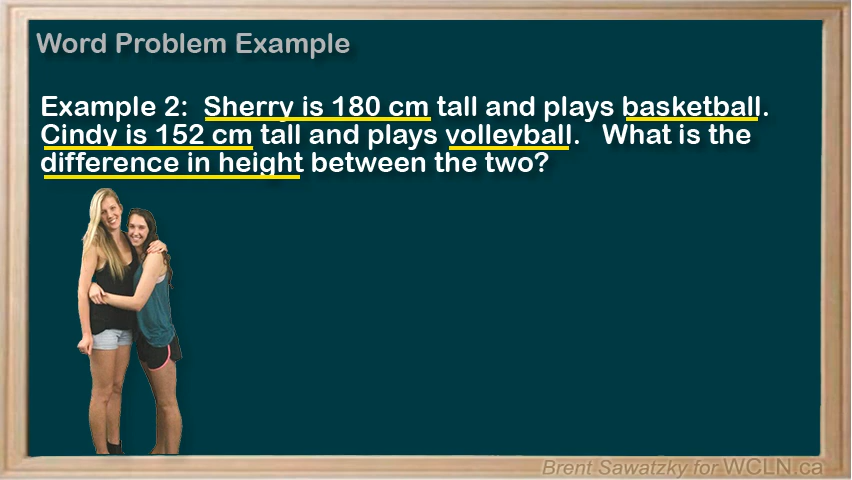 Word Problem Example
Example 2: Sherry is 180 cm tall and plays basketball.
Cindy is 152 cm tall and plays volleyball. What is the
difference in height between the two?
Brent Sawatzky for WCLN.ca